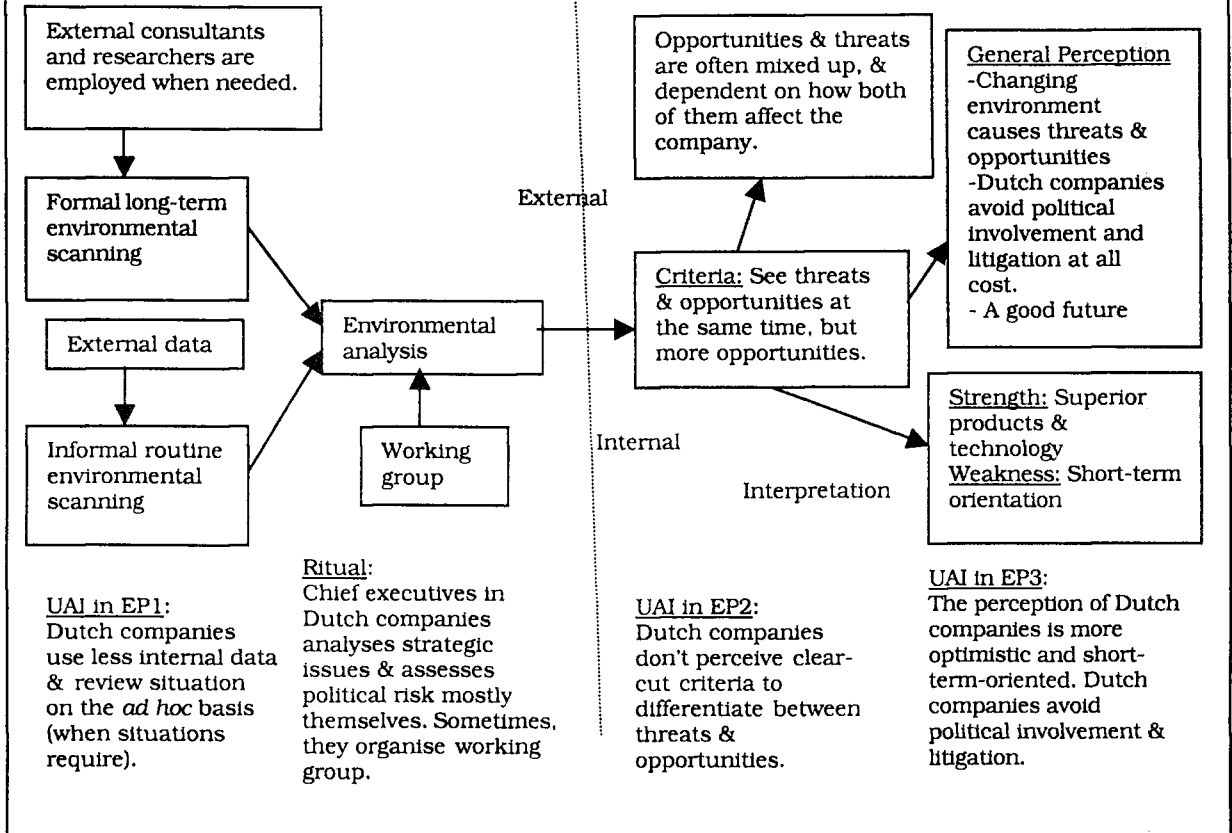 External consultants
and researchers are
employed when needed.
Formal long-term
environmental
scanning
External data
Informal routine
environmental
scanning
Environmental
analysis
Working
group
External
Internal
Interpretation
Opportunities & threats
are often mixed up, &
dependent on how both
of them affect the
company.
Criteria: See threats
& opportunities at
the same time, but
more opportunities.
General Perception
-Changing
environment
causes threats &
opportunities
-Dutch companies
avoid political
involvement and
litigation at all
cost.
- A good future
Strength: Superior
products &
technology
Weakness: Short-term
orientation
UAI in EP1:
Dutch companies
use less internal data
& review situation
on the ad hoc basis
(when situations
require).
Ritual:
Chief executives in
Dutch companies
analyses strategic
issues & assesses
political risk mostly
themselves. Sometimes,
they organise working
group.
UAI in EP2:
Dutch companies
don't perceive clear-
cut criteria to
differentiate between
threats &
opportunities.
UAI in EP3:
The perception of Dutch
companies is more
optimistic and short-
term-oriented. Dutch
companies avoid
political involvement &
litigation.